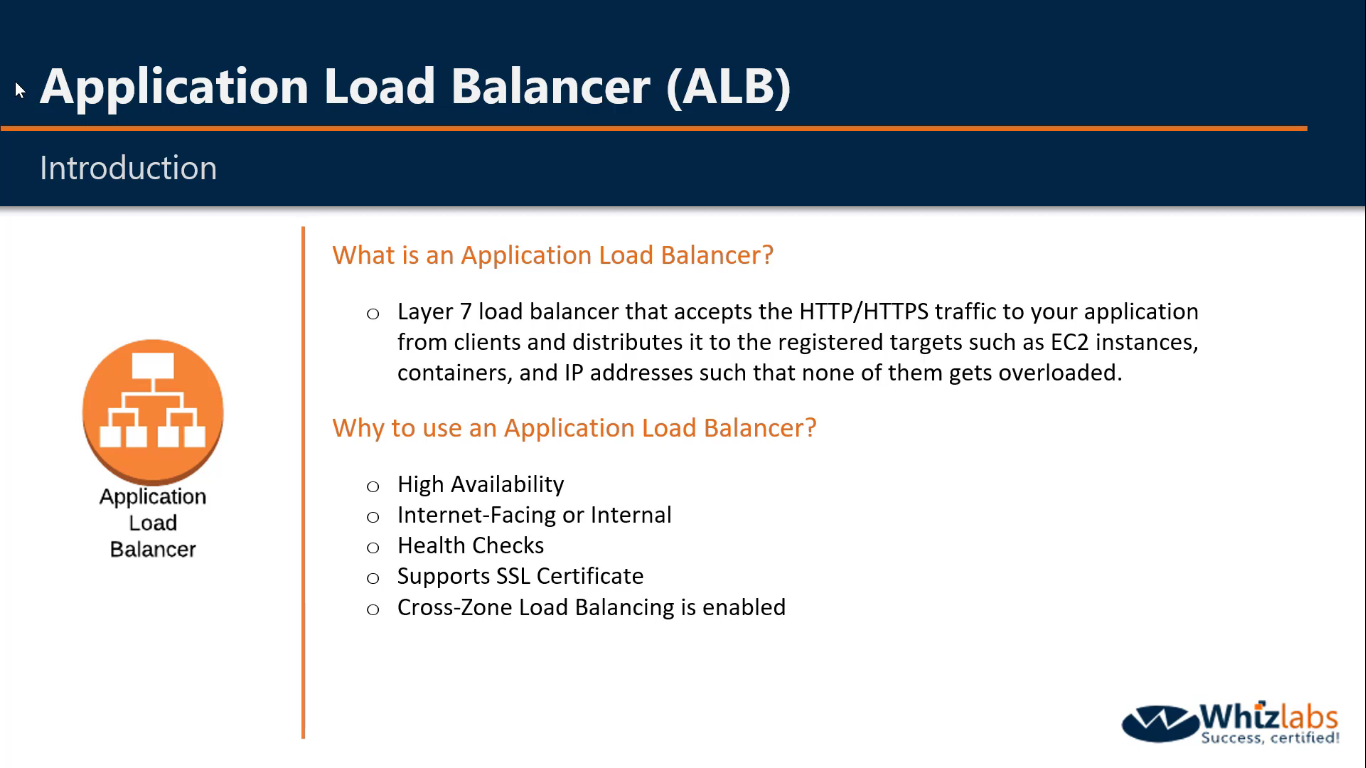 Application Load Balancer (ALB)
Introduction
What is an Application Load Balancer?
o Layer 7 load balancer that accepts the HTTP/HTTPS traffic to your application
from clients and distributes it to the registered targets such as EC2 instances,
containers, and IP addresses such that none of them gets overloaded.
Why to use an Application Load Balancer?
o High Availability
o Internet-Facing or Internal
o Health Checks
o Supports SSL Certificate
o Cross-Zone Load Balancing is enabled
Application
Load
Balancer
Whizlabs
Success, certified!